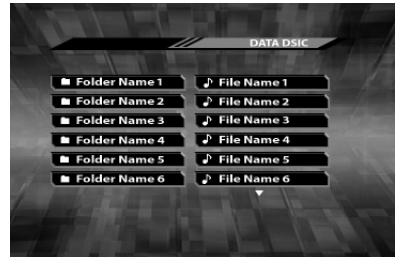 DATA DSIC
Folder Name 1
File Name 1
Folder Name 2
File Name 2
Folder Name 3
File Name 3
Folder Name 4
File Name 4
Folder Name 5
File Name 5
Folder Name 6
File Name 6